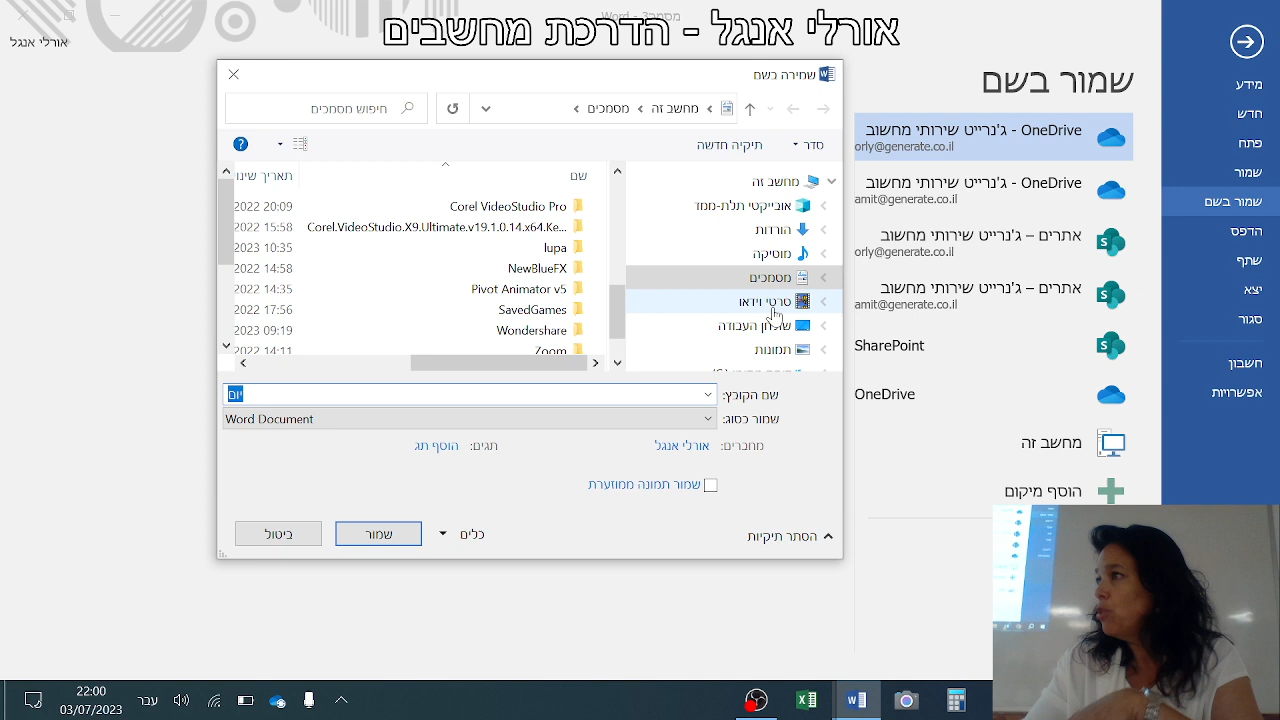 מסמך3 - Word
אורלי אנגל - הדרכת מחשבים
אורלי אנגל
מידע
חדש
פתח
שמור
שמור בשם
הדפס
שתף
יצא
סגור
חשבון
אפשרויות
שמור בשם
OneDrive - ג'נרייט שירותי מחשוב
orly@generate.co.il
OneDrive - ג'נרייט שירותי מחשוב
amit@generate.co.il
אתרים – ג'נרייט שירותי מחשוב
orly@generate.co.il
אתרים – ג'נרייט שירותי מחשוב
amit@generate.co.il
SharePoint
OneDrive
מחשב זה
הוסף מיקום
שמירה בשם
מחשב זה
מסמכים
חיפוש מסמכים
סדר
תיקיה חדשה
מחשב זה
אובייקטי תלת-ממד
הורדות
מוסיקה
מסמכים
סרטי וידאו
שולחן העבודה
תמונות
שם
תאריך שינו
Corel VideoStudio Pro
2022 20:09
Corel.VideoStudio.X9.Ultimate.v19.1.0.14.x64.Ke...
2022 15:58
lupa
2023 10:35
NewBlueFX
2022 14:58
Pivot Animator v5
2022 14:35
SavedGames
2022 17:56
Wondershare
2023 09:19
Zoom
2022 14:11
שם הקובץ:
יום
שמור כסוג:
Word Document
מחברים:
אורלי אנגל
תגים:
הוסף תג
שמור תמונה ממוזערת
הסתר תיקיות
כלים
שמור
ביטול
עבר
22:00
03/07/2023